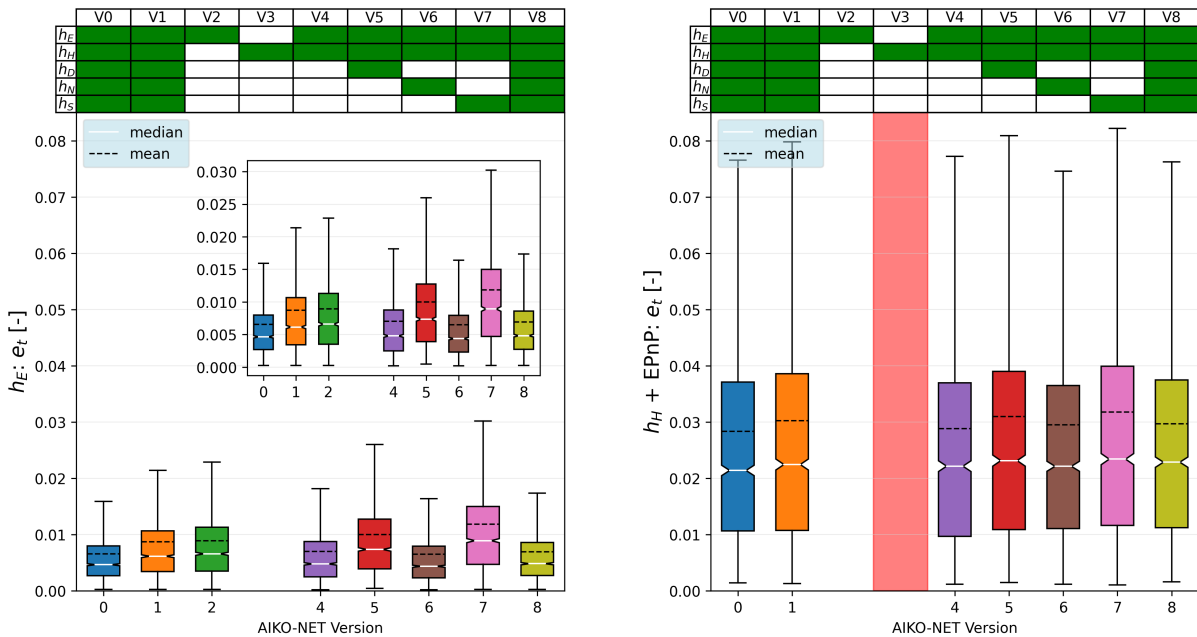 V0 V1 V2 V3 V4 V5 V6 V7 V8
h_E
h_H
h_D
h_N
h_S
median
mean
0.08
0.07
0.06
0.05
0.04
0.03
0.02
0.01
0.00
h_E: e_t [-]
0.030
0.025
0.020
0.015
0.010
0.005
0.000
0 1 2 4 5 6 7 8
0 1 2 4 5 6 7 8
AIKO-NET Version
V0 V1 V2 V3 V4 V5 V6 V7 V8
h_E
h_H
h_D
h_N
h_S
median
mean
0.08
0.07
0.06
0.05
0.04
0.03
0.02
0.01
0.00
h_H + EPnP: e_t [-]
0 1 4 5 6 7 8
AIKO-NET Version